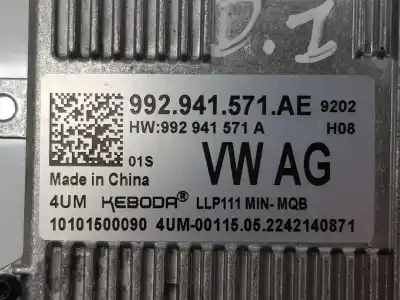 D.I
992.941.571.AE 9202
HW:992 941 571 A H08
01S VW AG
Made in China
4UM KEBODA® LLP111 MIN- MQB
10101500090 4UM-00115.05.2242140871